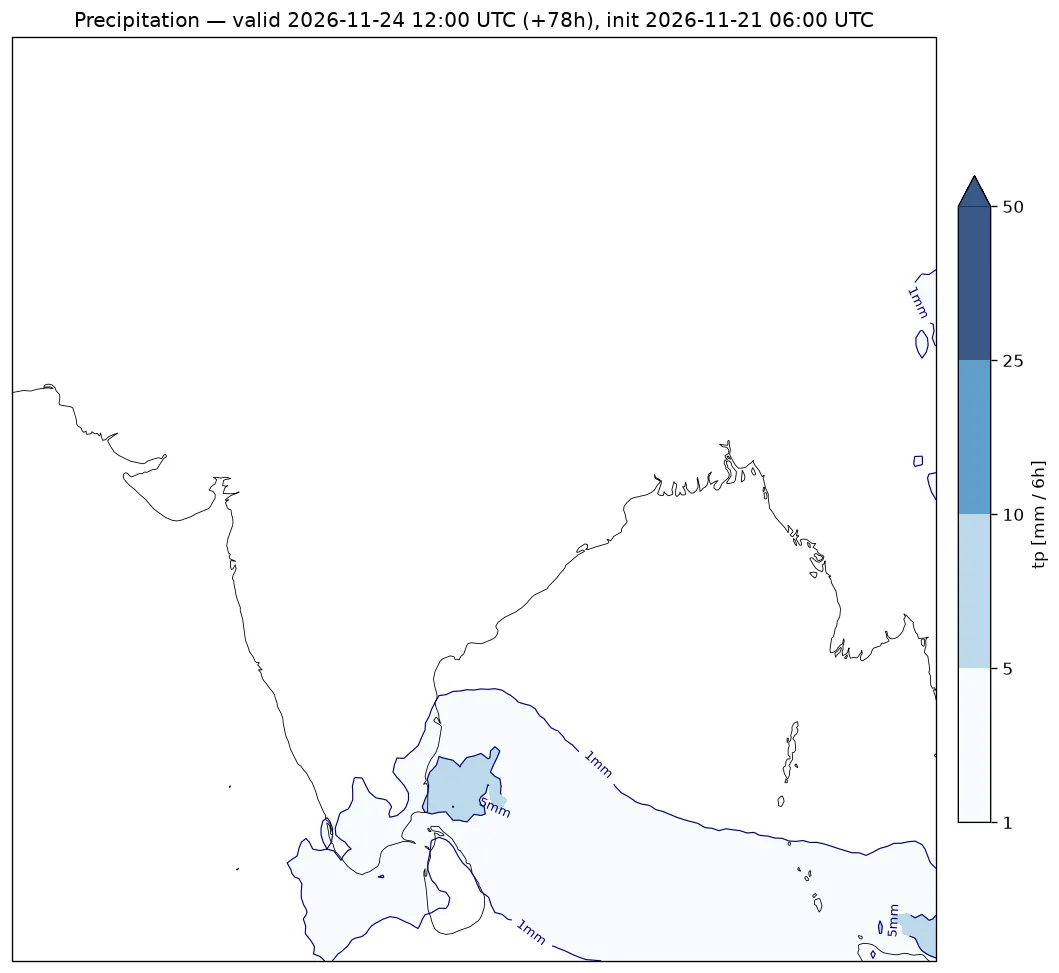 Precipitation — valid 2026-11-24 12:00 UTC (+78h), init 2026-11-21 06:00 UTC
50
25
10
5
1
tp [mm / 6h]
1mm
1mm
5mm
5mm
1mm